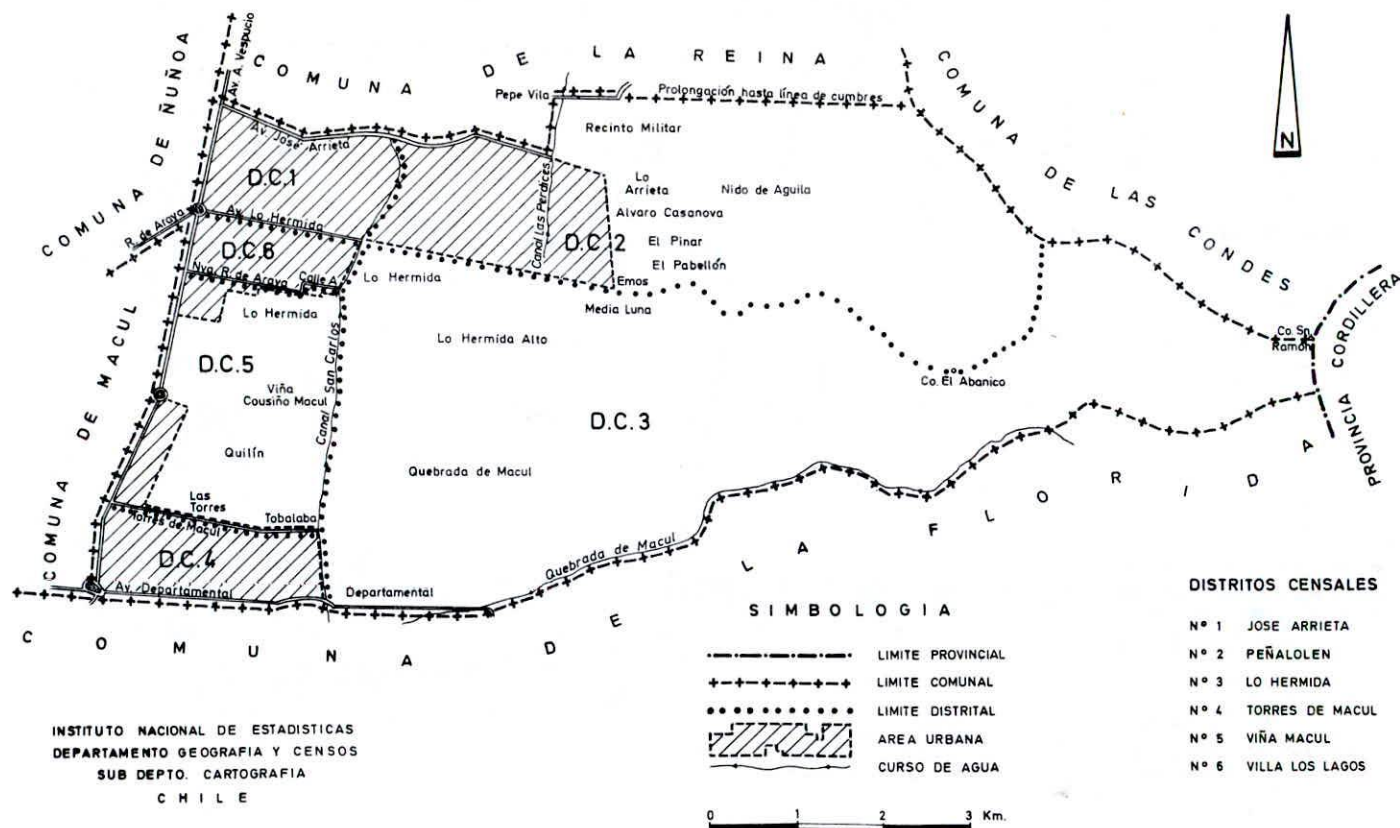 COMUNA DE ÑUÑOA
Av. A. Vespucio
COMUNA DE LA REINA
Pepe Vila
Prolongación hasta línea de cumbres
COMUNA DE LAS CONDES
N
Recinto Militar
Av. José Arrieta
D.C.1
Lo Arrieta
Nido de Aguila
Canal Las Perdices
Alvaro Casanova
R. de Araya
Av. Lo Hermida
D.C.6
D.C.2
El Pinar
El Pabellón
Nva. R. de Araya
Calle A
Lo Hermida
Emos
Media Luna
Lo Hermida
Lo Hermida Alto
Co. Sn. Ramón
PROVINCIA CORDILLERA
COMUNA DE MACUL
D.C.5
Viña
Cousiño Macul
Canal San Carlos
Co. El Abanico
D.C.3
Quilín
Quebrada de Macul
Las
Torres
Torres de Macul
Tobalaba
D.C.4
Quebrada de Macul
Av. Departamental
Departamental
COMUNA DE LA FLORIDA
SIMBOLOGIA
LIMITE PROVINCIAL
LIMITE COMUNAL
LIMITE DISTRITAL
AREA URBANA
CURSO DE AGUA
0 1 2 3 Km.
DISTRITOS CENSALES
Nº 1 JOSE ARRIETA
Nº 2 PEÑALOLEN
Nº 3 LO HERMIDA
Nº 4 TORRES DE MACUL
Nº 5 VIÑA MACUL
Nº 6 VILLA LOS LAGOS
INSTITUTO NACIONAL DE ESTADISTICAS
DEPARTAMENTO GEOGRAFIA Y CENSOS
SUB DEPTO. CARTOGRAFIA
CHILE